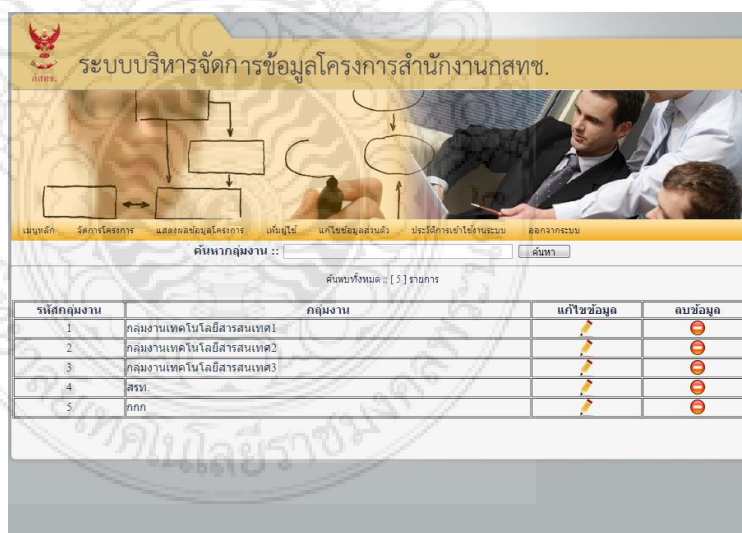 กสทช.
ระบบบริหารจัดการข้อมูลโครงการสำนักงานกสทช.
เมนูหลัก จัดการโครงการ แสดงผลข้อมูลโครงการ เพิ่มผู้ใช้ แก้ไขข้อมูลส่วนตัว ประวัติการเข้าใช้งานระบบ ออกจากระบบ
ค้นหากลุ่มงาน :: ค้นหา
ค้นพบทั้งหมด :: [ 5 ] รายการ
รหัสกลุ่มงาน กลุ่มงาน แก้ไขข้อมูล ลบข้อมูล
1 กลุ่มงานเทคโนโลยีสารสนเทศ1
2 กลุ่มงานเทคโนโลยีสารสนเทศ2
3 กลุ่มงานเทคโนโลยีสารสนเทศ3
4 สรท.
5 กกก